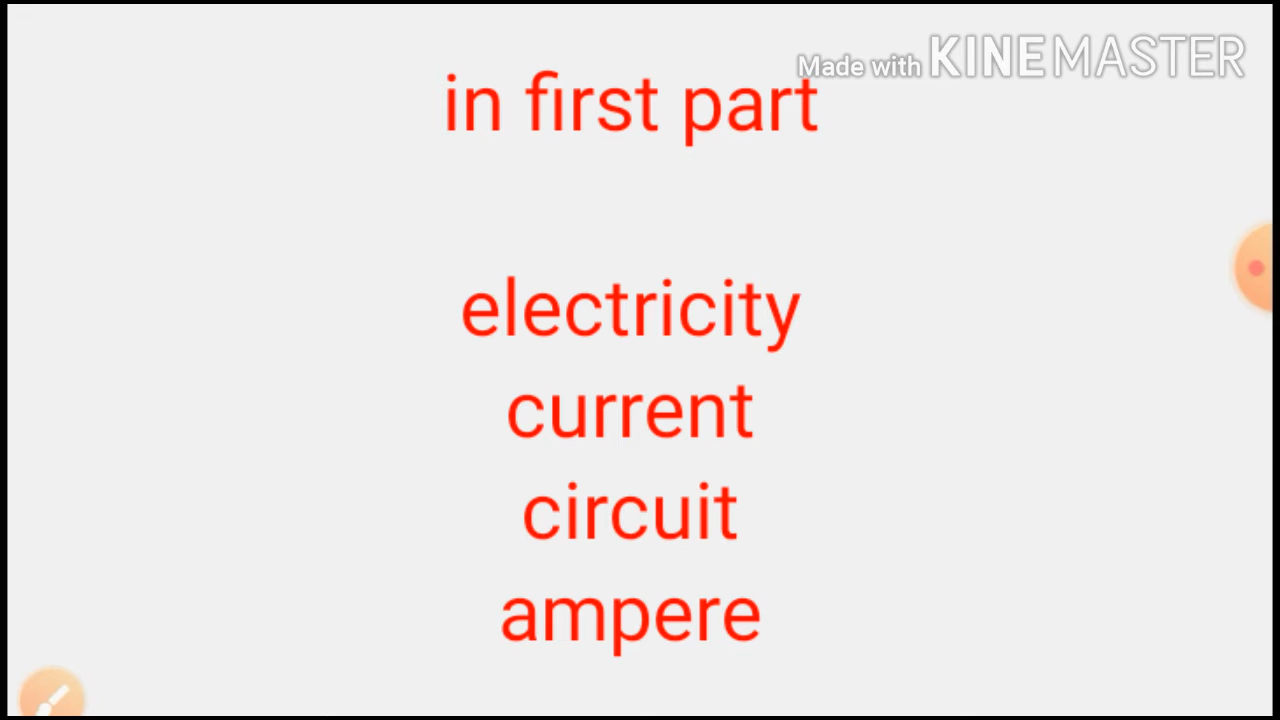 Made with KINEMASTER
in first part
electricity
current
circuit
ampere